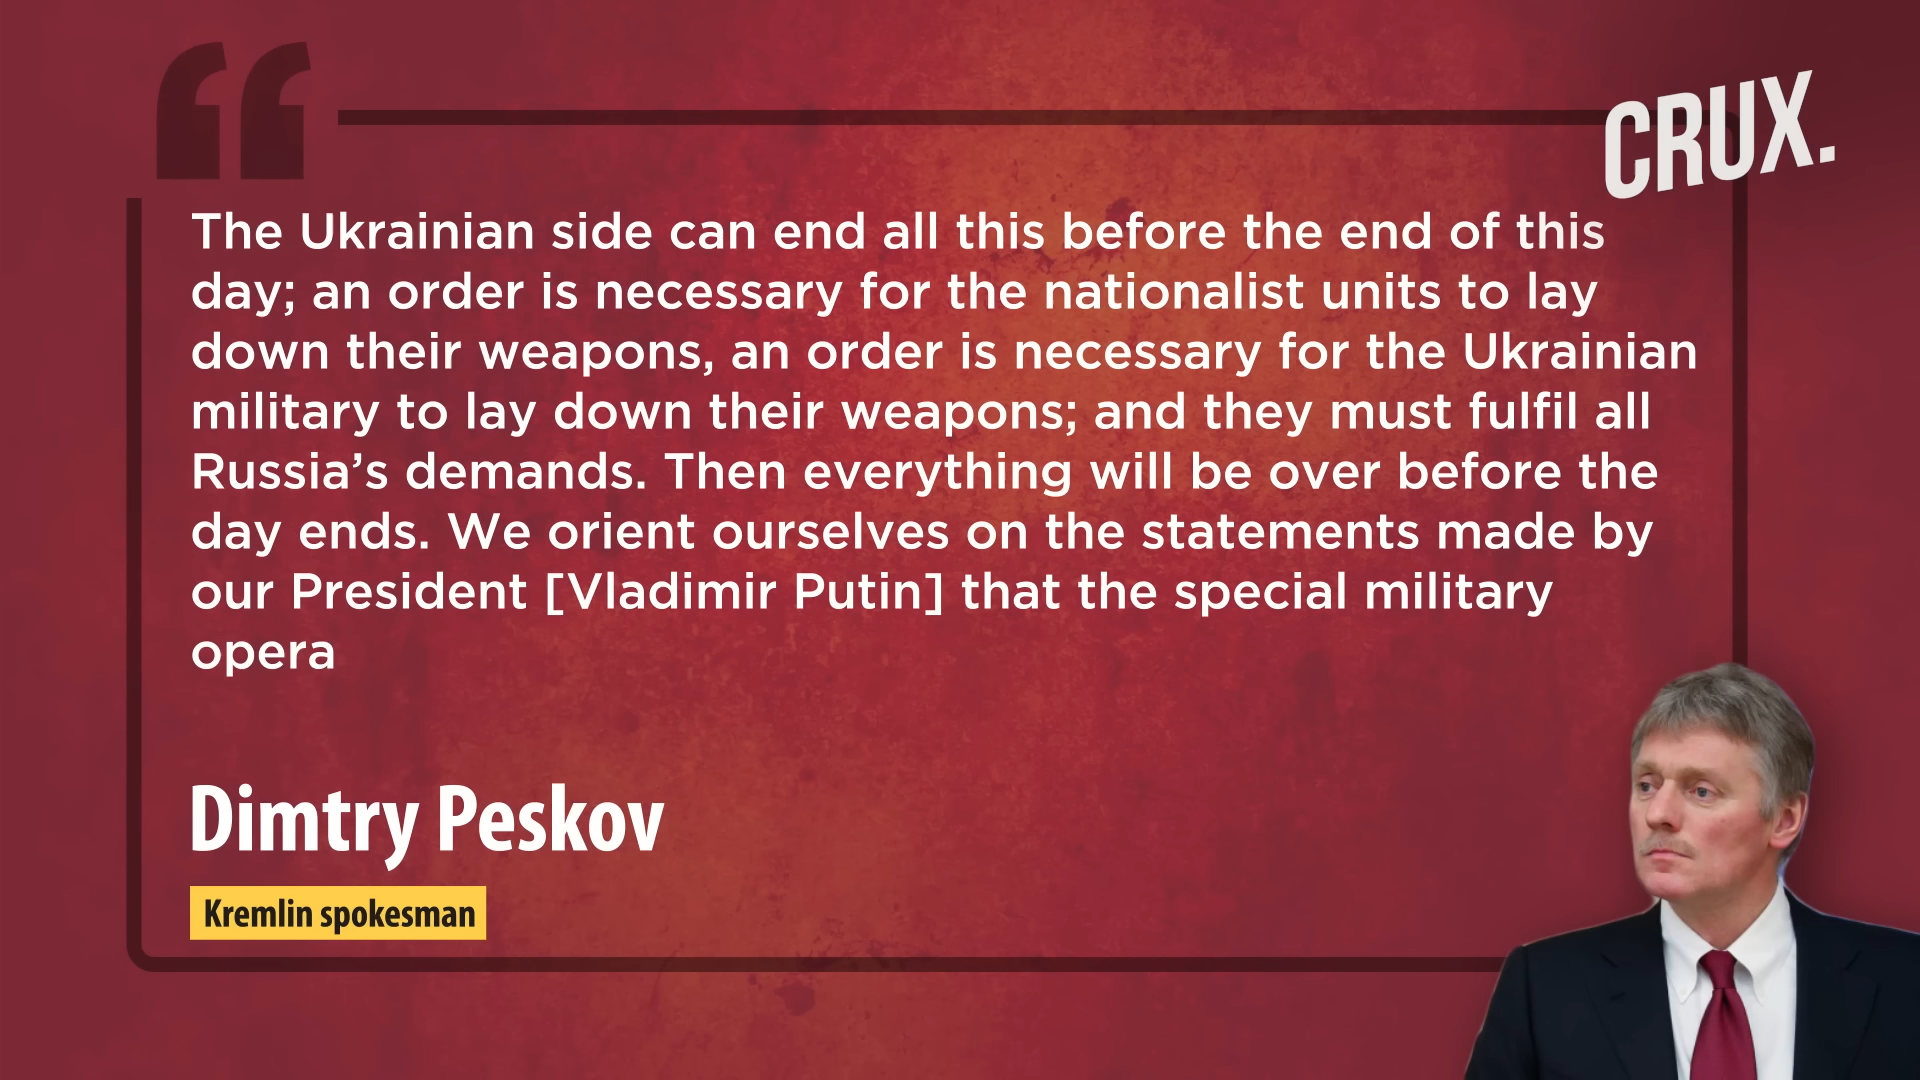 CRUX.
The Ukrainian side can end all this before the end of this
day; an order is necessary for the nationalist units to lay
down their weapons, an order is necessary for the Ukrainian
military to lay down their weapons; and they must fulfil all
Russia’s demands. Then everything will be over before the
day ends. We orient ourselves on the statements made by
our President [Vladimir Putin] that the special military
opera
Dimtry Peskov
Kremlin spokesman